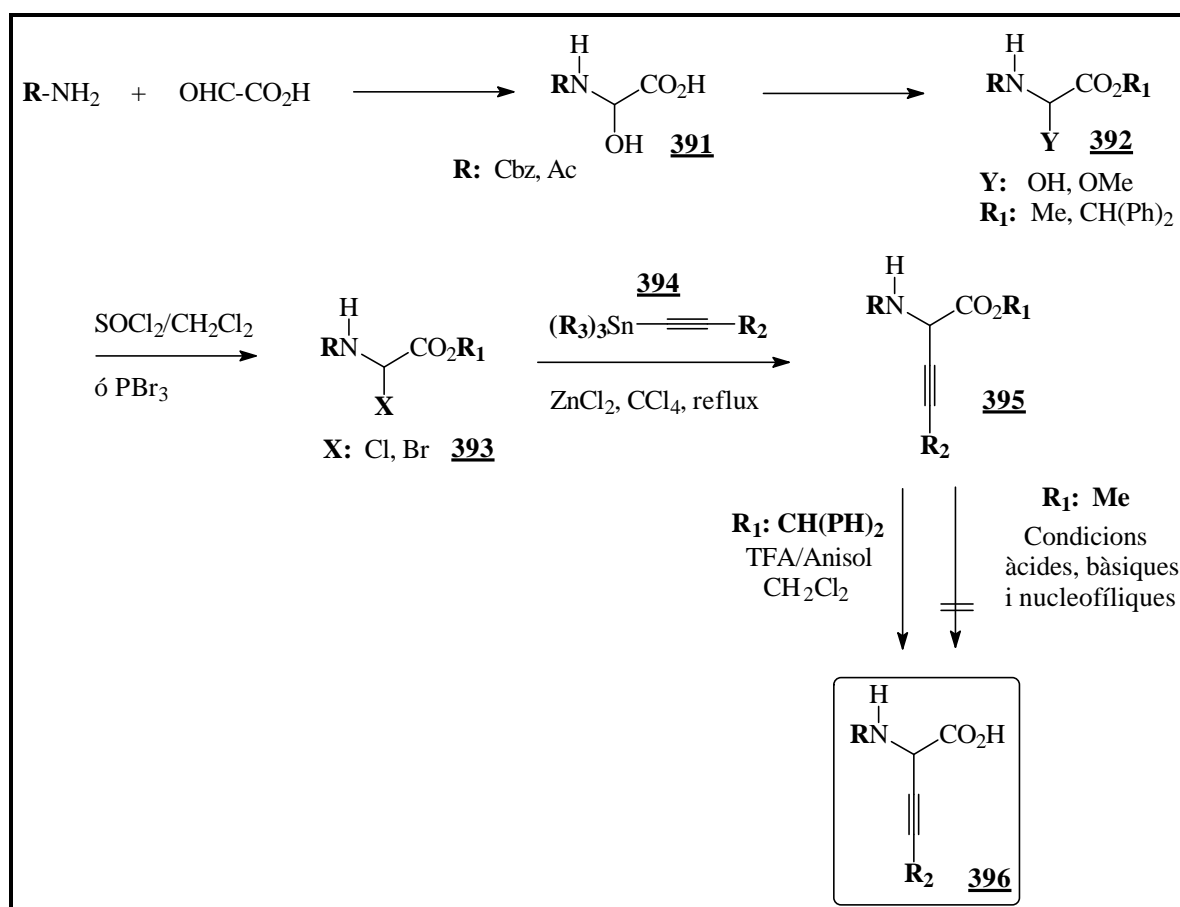 R-NH2 + OHC-CO2H
H
RN CO2H
OH 391
R: Cbz, Ac
H
RN CO2R1
Y 392
Y: OH, OMe
R1: Me, CH(Ph)2
SOCl2/CH2Cl2
ó PBr3
H
RN CO2R1
X
X: Cl, Br 393
394
(R3)3Sn R2
ZnCl2, CCl4, reflux
H
RN CO2R1
395
R2
R1: CH(PH)2
TFA/Anisol
CH2Cl2
R1: Me
Condicions
àcides, bàsiques
i nucleofíliques
H
RN CO2H
R2 396